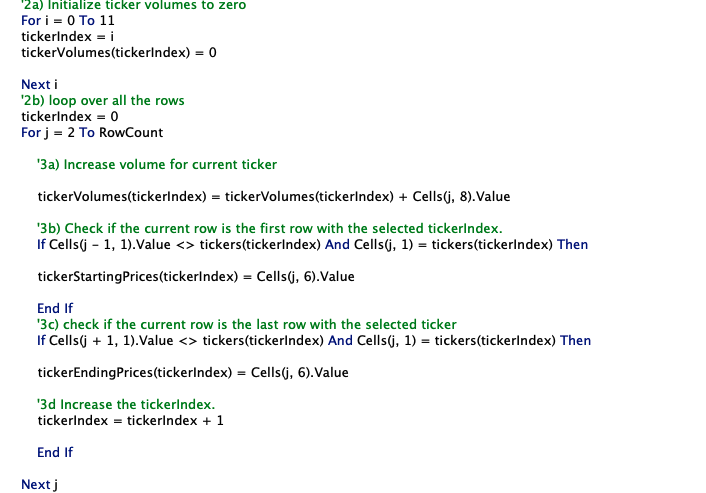 '2a) Initialize ticker volumes to zero
For i = 0 To 11
tickerIndex = i
tickerVolumes(tickerIndex) = 0
Next i
'2b) loop over all the rows
tickerIndex = 0
For j = 2 To RowCount
'3a) Increase volume for current ticker
tickerVolumes(tickerIndex) = tickerVolumes(tickerIndex) + Cells(j, 8).Value
'3b) Check if the current row is the first row with the selected tickerIndex.
If Cells(j - 1, 1).Value <> tickers(tickerIndex) And Cells(j, 1) = tickers(tickerIndex) Then
tickerStartingPrices(tickerIndex) = Cells(j, 6).Value
End If
'3c) check if the current row is the last row with the selected ticker
If Cells(j + 1, 1).Value <> tickers(tickerIndex) And Cells(j, 1) = tickers(tickerIndex) Then
tickerEndingPrices(tickerIndex) = Cells(j, 6).Value
'3d Increase the tickerIndex.
tickerIndex = tickerIndex + 1
End If
Next j